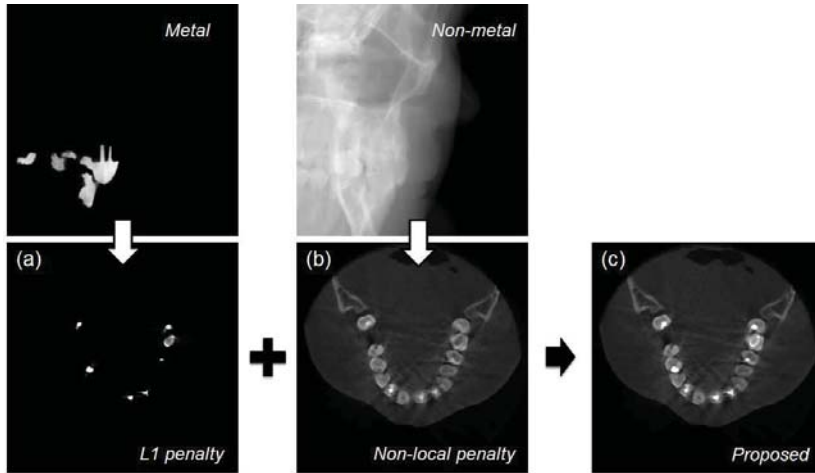 Metal
Non-metal
(a)
L1 penalty
(b)
Non-local penalty
(c)
Proposed